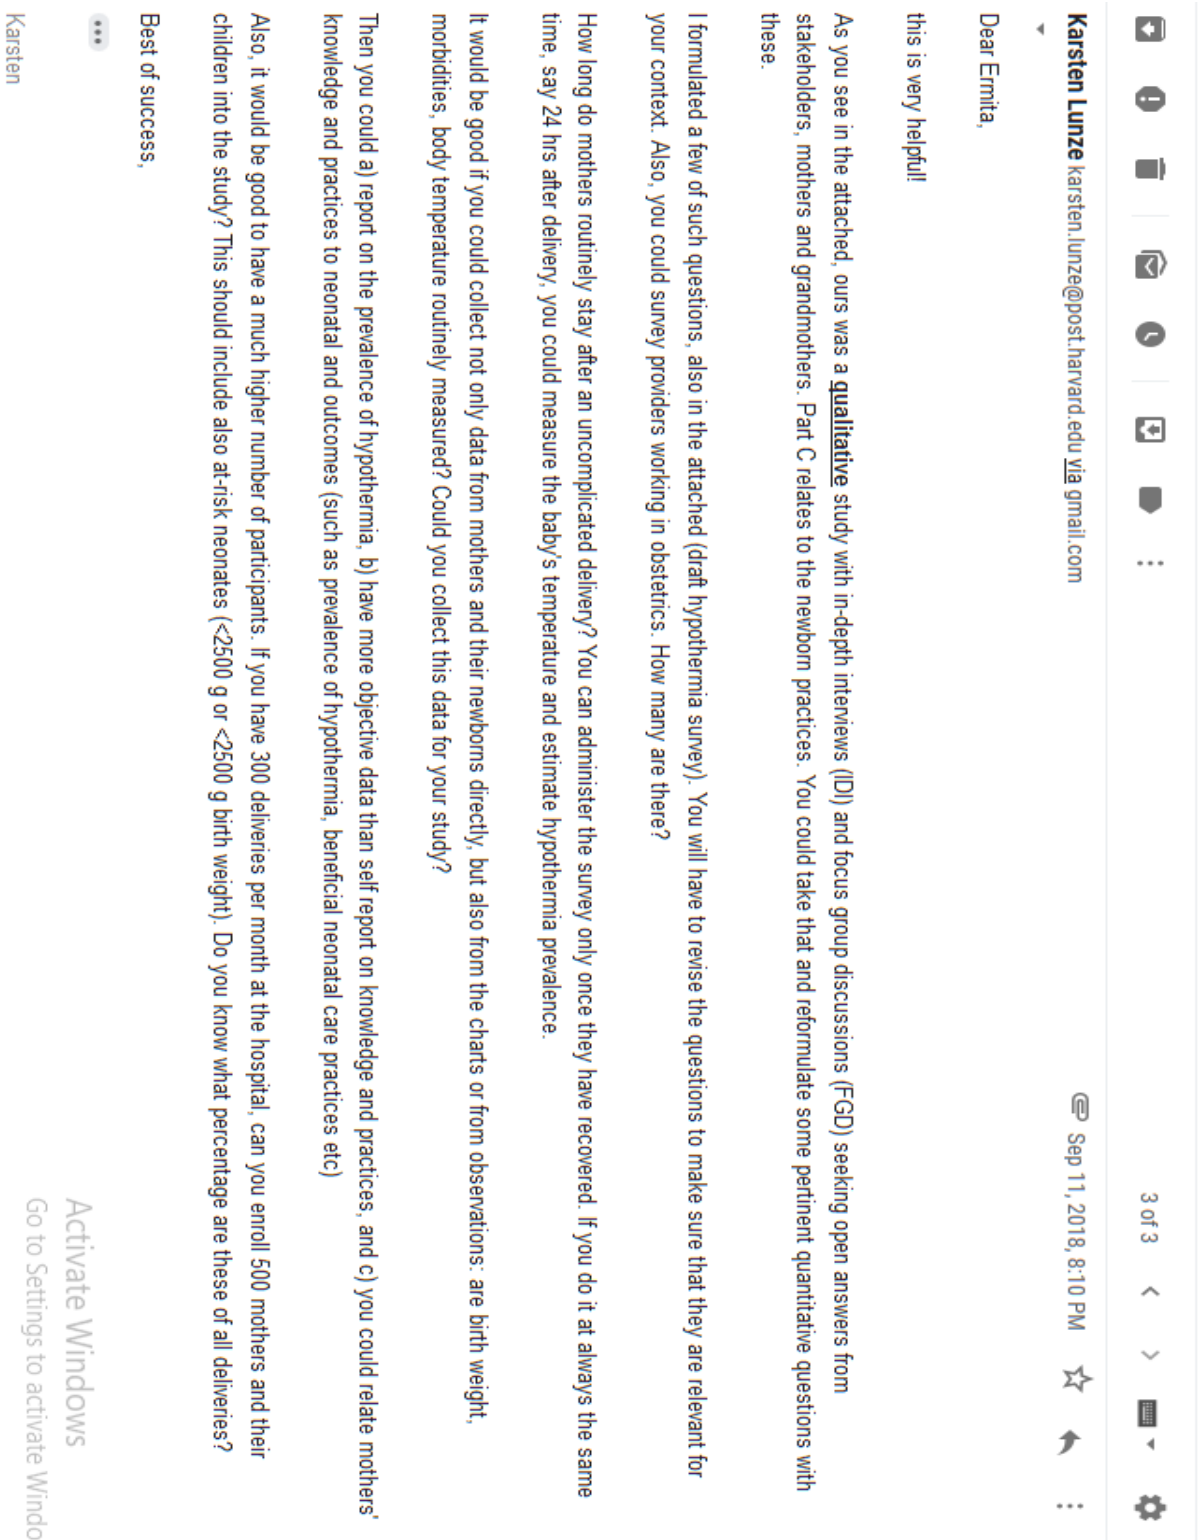 3 of 3
Karsten Lunze karsten.lunze@post.harvard.edu via gmail.com
Sep 11, 2018, 8:10 PM
Dear Ermita,
this is very helpful!
As you see in the attached, ours was a qualitative study with in-depth interviews (IDI) and focus group discussions (FGD) seeking open answers from
stakeholders, mothers and grandmothers. Part C relates to the newborn practices. You could take that and reformulate some pertinent quantitative questions with
these.
I formulated a few of such questions, also in the attached (draft hypothermia survey). You will have to revise the questions to make sure that they are relevant for
your context. Also, you could survey providers working in obstetrics. How many are there?
How long do mothers routinely stay after an uncomplicated delivery? You can administer the survey only once they have recovered. If you do it at always the same
time, say 24 hrs after delivery, you could measure the baby's temperature and estimate hypothermia prevalence.
It would be good if you could collect not only data from mothers and their newborns directly, but also from the charts or from observations: are birth weight,
morbidities, body temperature routinely measured? Could you collect this data for your study?
Then you could a) report on the prevalence of hypothermia, b) have more objective data than self report on knowledge and practices, and c) you could relate mothers'
knowledge and practices to neonatal and outcomes (such as prevalence of hypothermia, beneficial neonatal care practices etc)
Also, it would be good to have a much higher number of participants. If you have 300 deliveries per month at the hospital, can you enroll 500 mothers and their
children into the study? This should include also at-risk neonates (<2500 g or <2500 g birth weight). Do you know what percentage are these of all deliveries?
Best of success,
Karsten
Activate Windows
Go to Settings to activate Windo